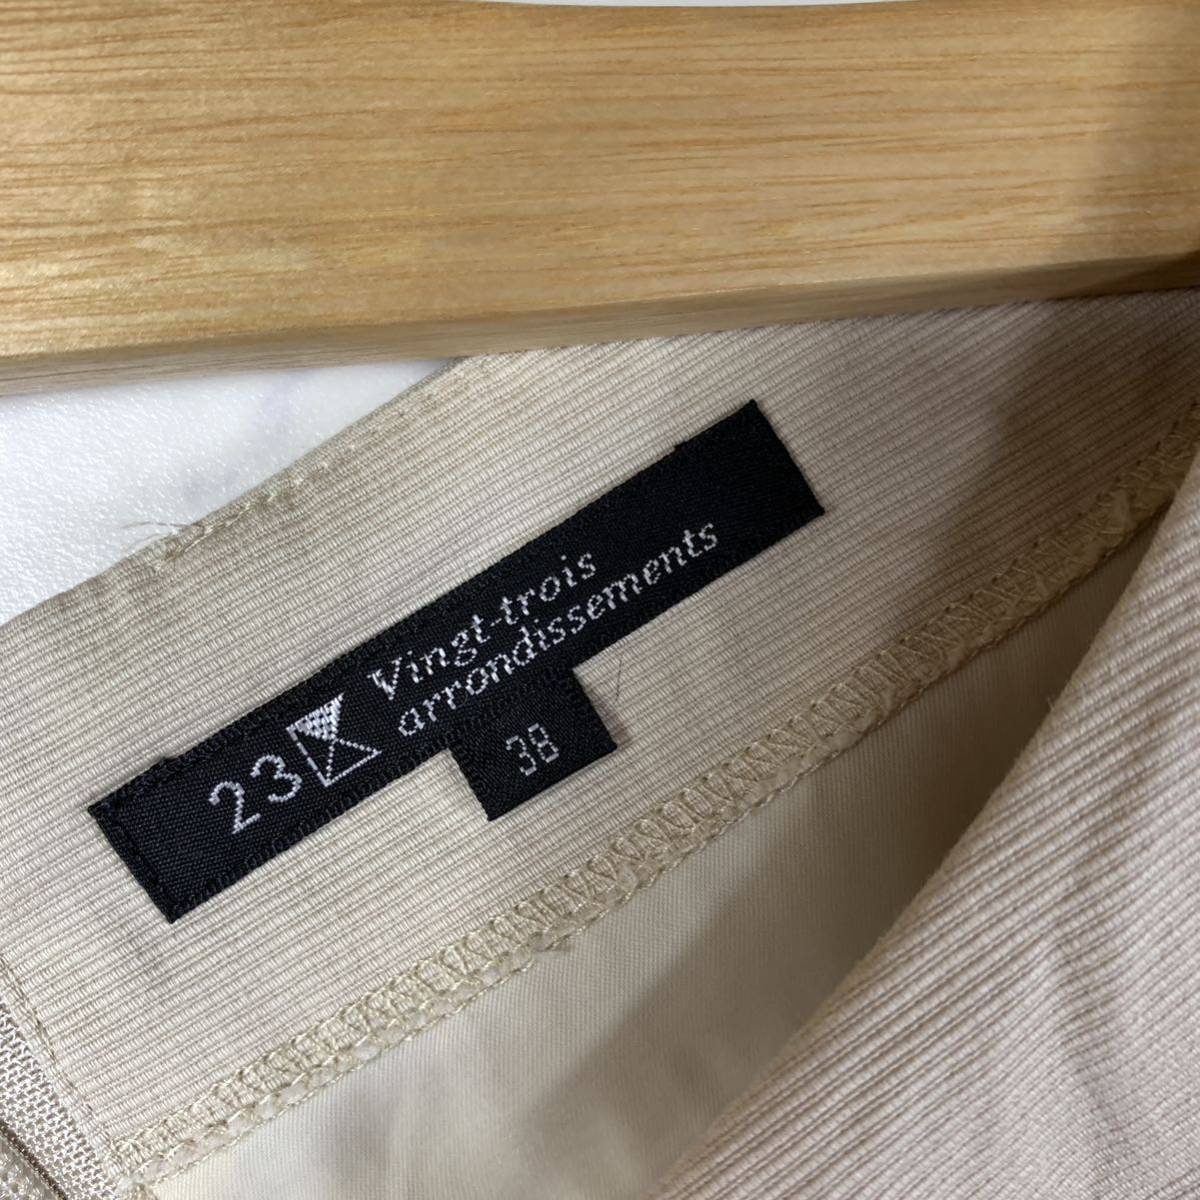 23
Vingt-trois
arrondissements
38